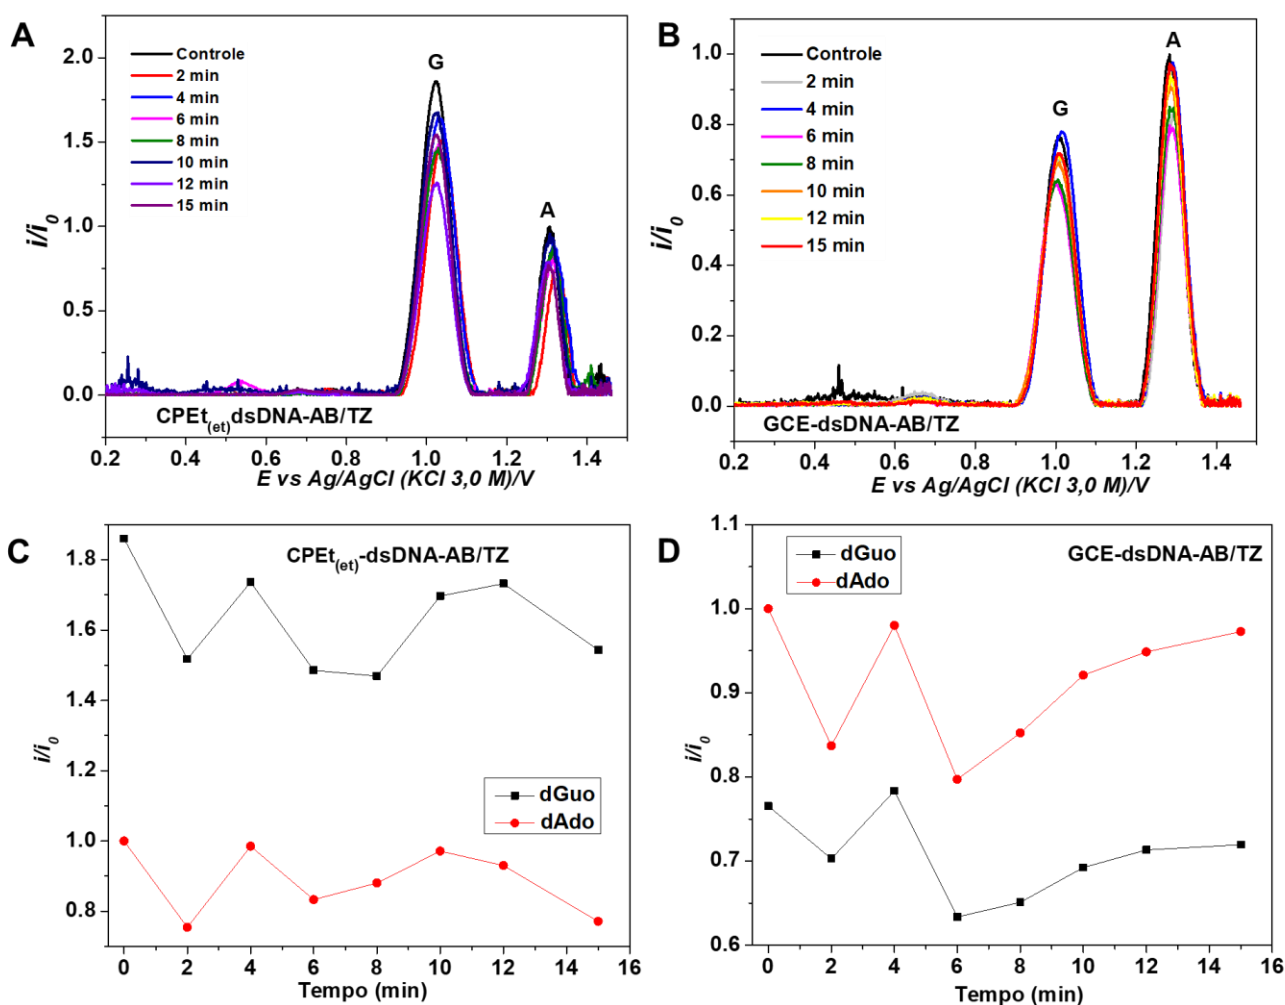 A
i/i0
2.0
1.5
1.0
0.5
0.0
Controle
2 min
4 min
6 min
8 min
10 min
12 min
15 min
G
A
CPEt(et)dsDNA-AB/TZ
0.2 0.4 0.6 0.8 1.0 1.2 1.4
E vs Ag/AgCl (KCl 3,0 M)/V
B
i/i0
1.0
0.8
0.6
0.4
0.2
0.0
Controle
2 min
4 min
6 min
8 min
10 min
12 min
15 min
G
A
GCE-dsDNA-AB/TZ
0.2 0.4 0.6 0.8 1.0 1.2 1.4
E vs Ag/AgCl (KCl 3,0 M)/V
C
i/i0
1.8
1.6
1.4
1.2
1.0
0.8
CPEt(et)-dsDNA-AB/TZ
dGuo
dAdo
0 2 4 6 8 10 12 14 16
Tempo (min)
D
i/i0
1.1
1.0
0.9
0.8
0.7
0.6
dGuo
dAdo
GCE-dsDNA-AB/TZ
0 2 4 6 8 10 12 14 16
Tempo (min)